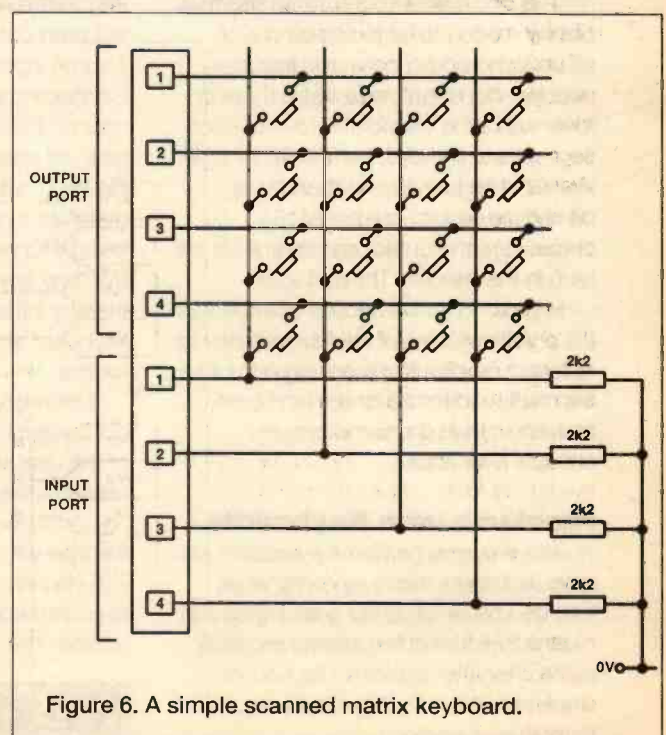 1
2
OUTPUT
PORT
3
4
1
2k2
2
2k2
INPUT
PORT
3
2k2
4
2k2
0V
Figure 6. A simple scanned matrix keyboard.